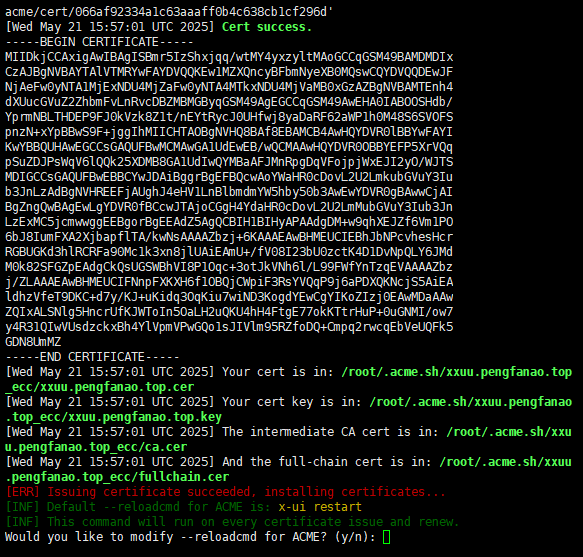 acme/cert/066af92334a1c63aaaff0b4c638cb1cf296d'
[Wed May 21 15:57:01 UTC 2025] Cert success.
-----BEGIN CERTIFICATE-----
MIIDkjCCAxigAwIBAgISBmr5IzShxjqq/wtMY4yxzyltMAoGCCqGSM49BAMDMDIx
CzAJBgNVBAYTAlVTMRYwFAYDVQQKEw1MZXQncyBFbmNyeXB0MQswCQYDVQQDEwJF
NjAeFw0yNTA1MjExNDU4MjZaFw0yNTA4MTkxNDU4MjVaMB0xGzAZBgNVBAMTEnh4
dXUucGVuZ2ZhbmFvLnRvcDBZMBMGByqGSM49AgEGCCqGSM49AwEHA0IABOOSHdb/
YprmNBLTHDEP9FJ0kVzk8Z1t/nEYtRycJ0UHfwj8yaDaRF62aWP1h0M48S6SVOFS
pnzN+xYpBBwS9F+jggIhMIICHTAOBgNVHQ8BAf8EBAMCB4AwHQYDVR0lBBYwFAYI
KwYBBQUHAwEGCCsGAQUFBwMCMAwGA1UdEwEB/wQCMAAwHQYDVR0OBBYEFP5XrVQq
pSuZDJPsWqV6lQQk25XDMB8GA1UdIwQYMBaAFJMnRpgDqVFojpjWxEJI2yO/WJTS
MDIGCCsGAQUFBwEBBCYwJDAiBggrBgEFBQcwAoYWaHR0cDovL2U2LmkubGVuY3Iu
b3JnLzAdBgNVHREEFjAUghJ4eHV1LnBlbmdmYW5hby50b3AwEwYDVR0gBAwwCjAI
BgZngQwBAgEwLgYDVR0fBCcwJTAjoCGgH4YdaHR0cDovL2U2LmMubGVuY3Iub3Jn
LzExMC5jcmwwggEEBgorBgEEAdZ5AgQCBIH1BIHyAPAAdgDM+w9qhXEJZf6Vm1PO
6bJ8IumFXA2XjbapflTA/kwNsAAAAZbzj+6KAAAEAwBHMEUCIEBhJbNPcvhesHcr
RGBUGKd3hlRCRFa90Mc1k3xn8jlUAiEAmU+/fV08I23bU0zctK4D1DvNpQLY6JMd
M0k82SFGZpEAdgCkQsUGSWBhVI8P1Oqc+3otJkVNh6l/L99FWfYnTzqEVAAAAZbz
j/ZLAAAEAwBHMEUCIFNnpFXKXH6f1OBQjCWpiF3RsYVQqP9j6aPDXQKNcjS5AiEA
ldhzVfeT9DKC+d7y/KJ+uKidq3OqKiu7wiND3KogdYEwCgYIKoZIzj0EAwMDaAAw
ZQIxALSNlg5HncrUfKJWToIn5OaLH2uQKU4hH4FtgE77okKTtrHuP+0uGNMI/ow7
y4R31QIwVUsdzckxBh4YlVpmVPwGQo1sJIVlm95RZfoDQ+Cmpq2rwcqEbVeUQFk5
GDN8UmMZ
-----END CERTIFICATE-----
[Wed May 21 15:57:01 UTC 2025] Your cert is in: /root/.acme.sh/xxuu.pengfanao.top
_ecc/xxuu.pengfanao.top.cer
[Wed May 21 15:57:01 UTC 2025] Your cert key is in: /root/.acme.sh/xxuu.pengfanao
.top_ecc/xxuu.pengfanao.top.key
[Wed May 21 15:57:01 UTC 2025] The intermediate CA cert is in: /root/.acme.sh/xxu
u.pengfanao.top_ecc/ca.cer
[Wed May 21 15:57:01 UTC 2025] And the full-chain cert is in: /root/.acme.sh/xxuu
.pengfanao.top_ecc/fullchain.cer
[ERR] Issuing certificate succeeded, installing certificates...
[INF] Default --reloadcmd for ACME is: x-ui restart
[INF] This command will run on every certificate issue and renew.
Would you like to modify --reloadcmd for ACME? (y/n):